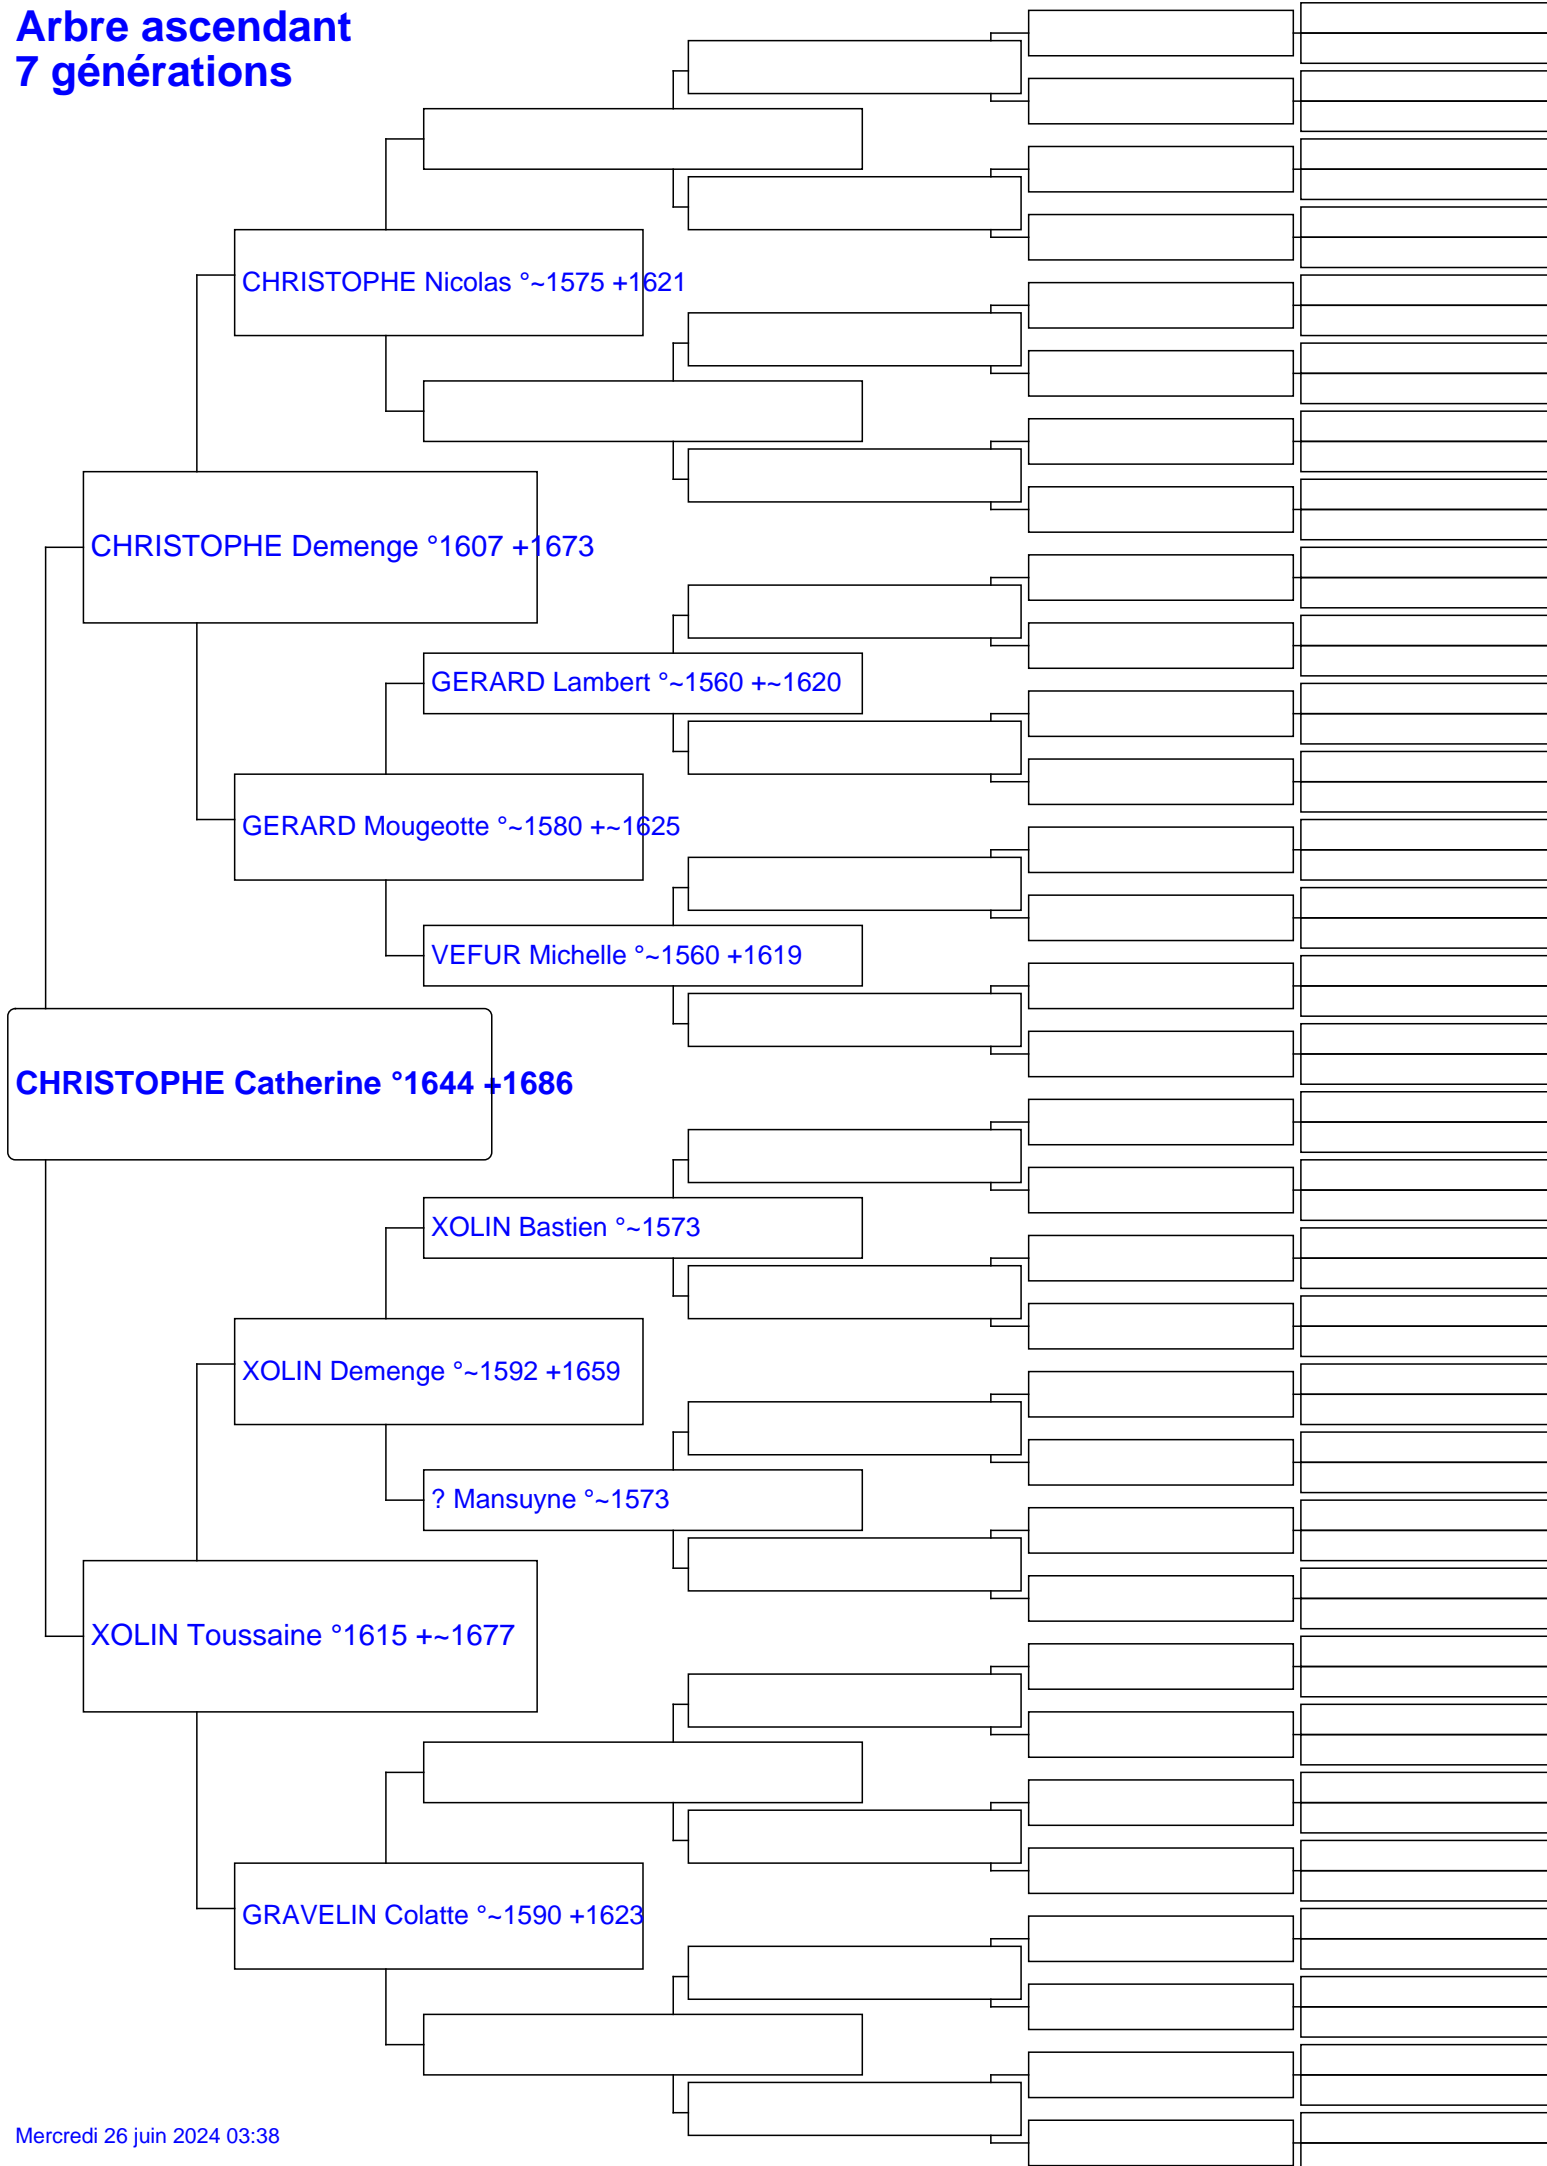 Arbre ascendant
7 générations
CHRISTOPHE Nicolas °~1575 +1621
CHRISTOPHE Demenge °1607 +1673
GERARD Lambert °~1560 +~1620
GERARD Mougeotte °~1580 +~1625
VEFUR Michelle °~1560 +1619
CHRISTOPHE Catherine °1644 +1686
XOLIN Bastien °~1573
XOLIN Demenge °~1592 +1659
? Mansuyne °~1573
XOLIN Toussaine °1615 +~1677
GRAVELIN Colatte °~1590 +1623
Mercredi 26 juin 2024 03:38